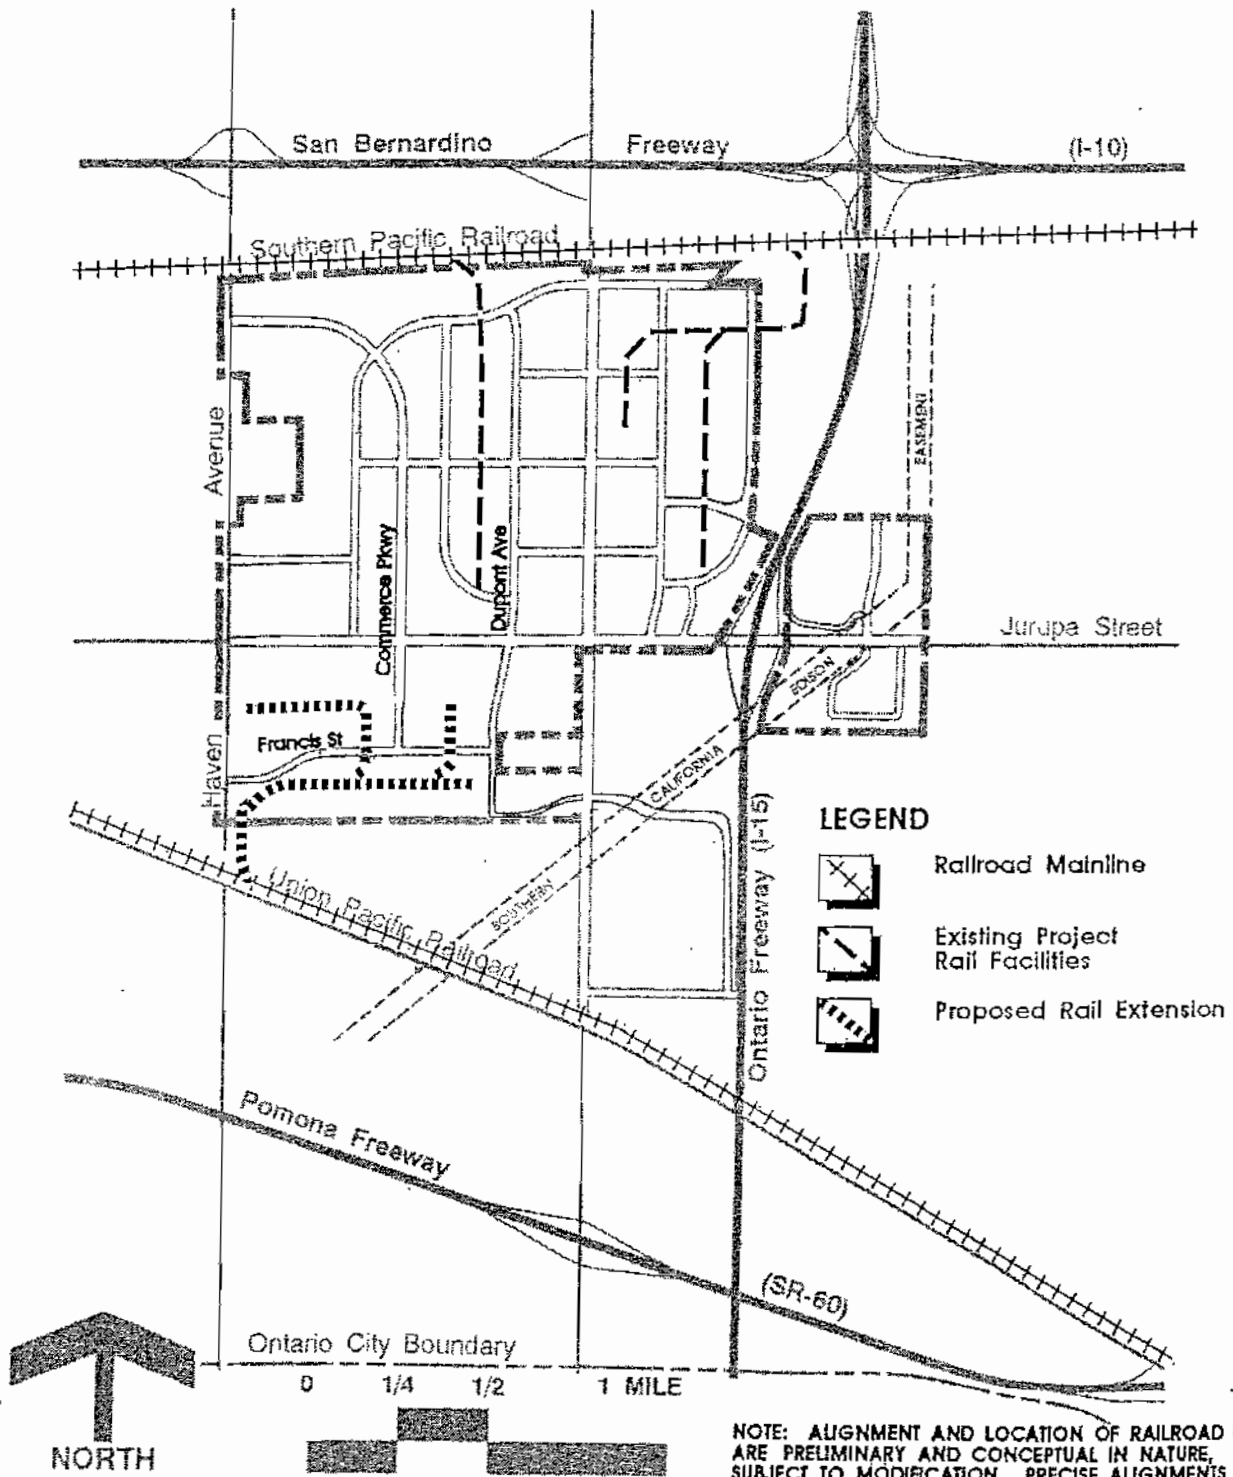 San Bernardino Freeway (I-10)
Southern Pacific Railroad
Avenue
EASEMENT
Commerce Pkwy
Dupont Ave
Jurupa Street
EDISON
Francis St
Haven
CALIFORNIA
SOUTHERN
Union Pacific Railroad
Ontario Freeway (I-15)
LEGEND
Railroad Mainline
Existing Project
Rail Facilities
Proposed Rail Extension
Pomona Freeway
(SR-60)
Ontario City Boundary
0 1/4 1/2 1 MILE
NORTH
NOTE: ALIGNMENT AND LOCATION OF RAILROAD
ARE PRELIMINARY AND CONCEPTUAL IN NATURE,
SUBJECT TO MODIFICATION. PRECISE ALIGNMENTS